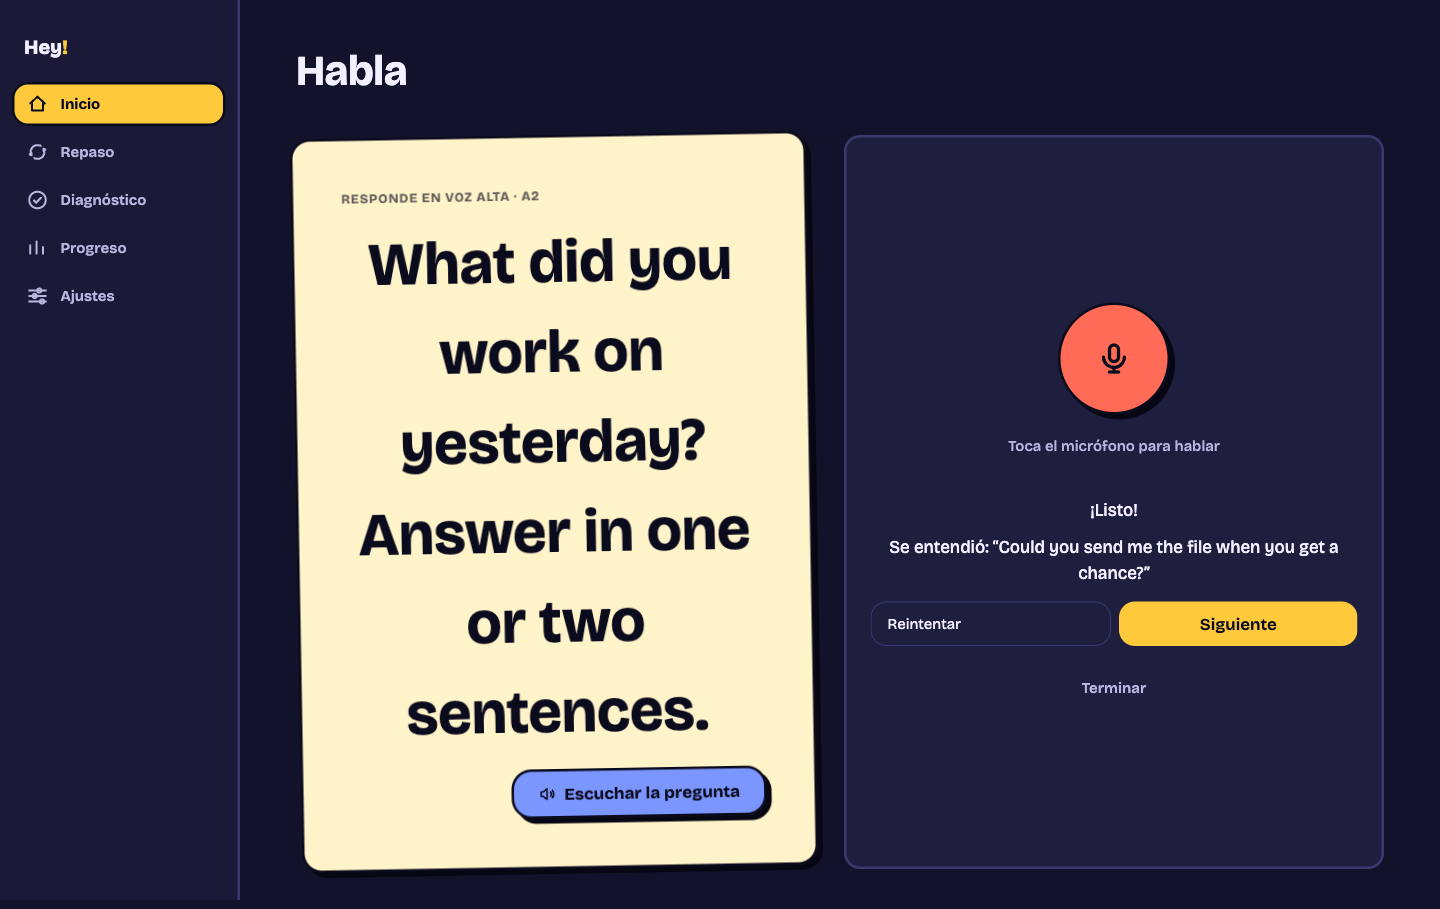 Hey!
Inicio
Repaso
Diagnóstico
Progreso
Ajustes
Habla
RESPONDE EN VOZ ALTA · A2
What did you
work on
yesterday?
Answer in one
or two
sentences.
Escuchar la pregunta
Toca el micrófono para hablar
¡Listo!
Se entendió: “Could you send me the file when you get a
chance?”
Reintentar
Siguiente
Terminar